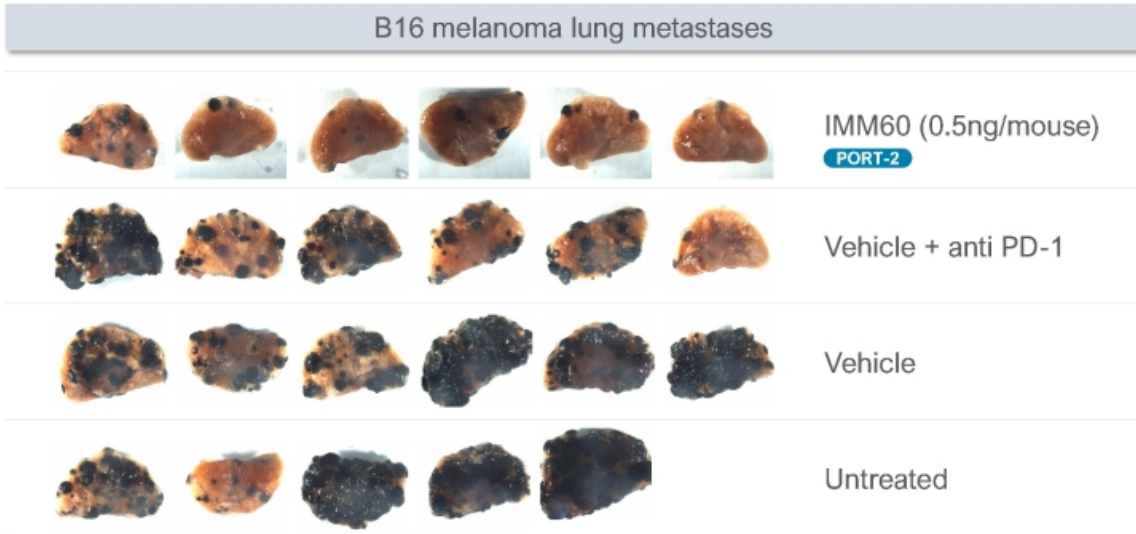 B16 melanoma lung metastases
IMM60 (0.5ng/mouse)
PORT-2
Vehicle + anti PD-1
Vehicle
Untreated